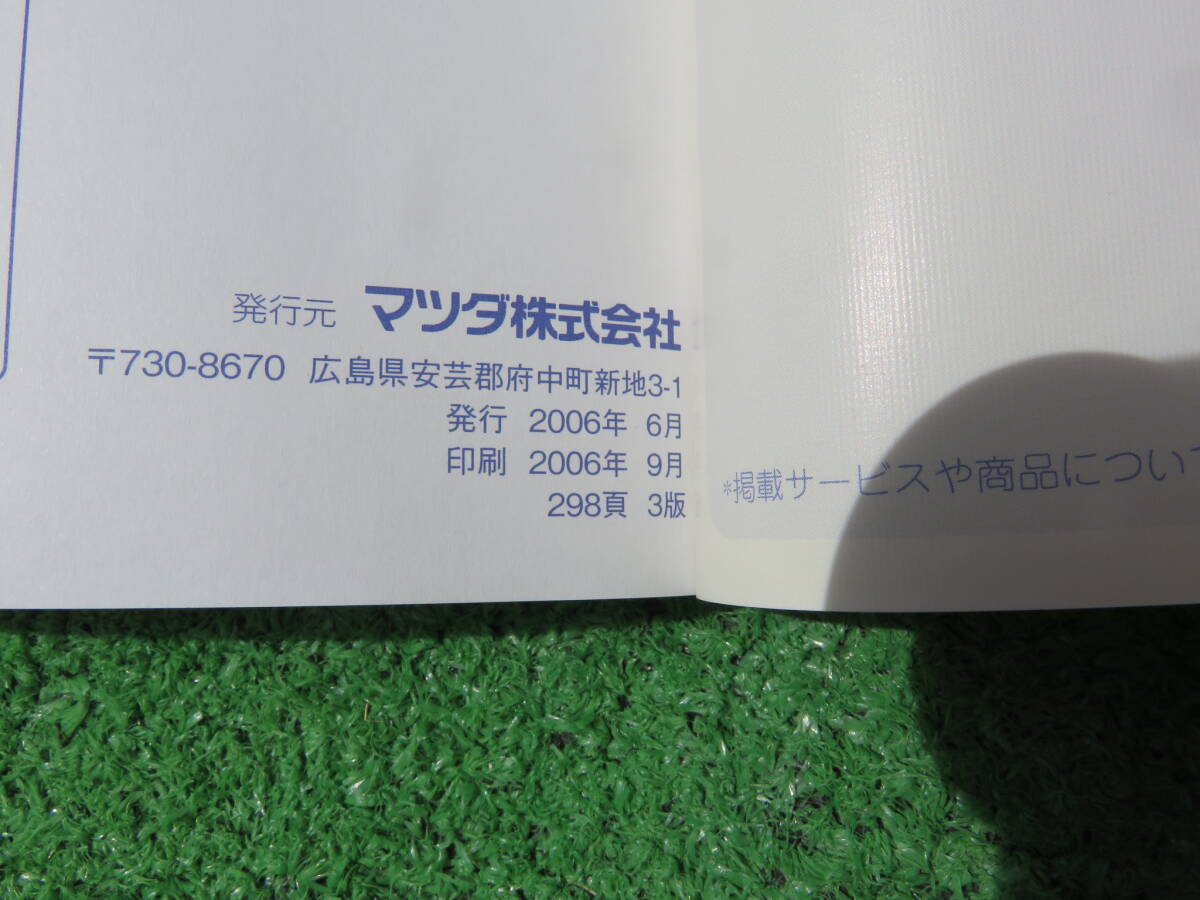 発行元 マツダ株式会社
〒730-8670 広島県安芸郡府中町新地3-1
発行 2006年 6月
印刷 2006年 9月
298頁 3版
*掲載サービスや商品について